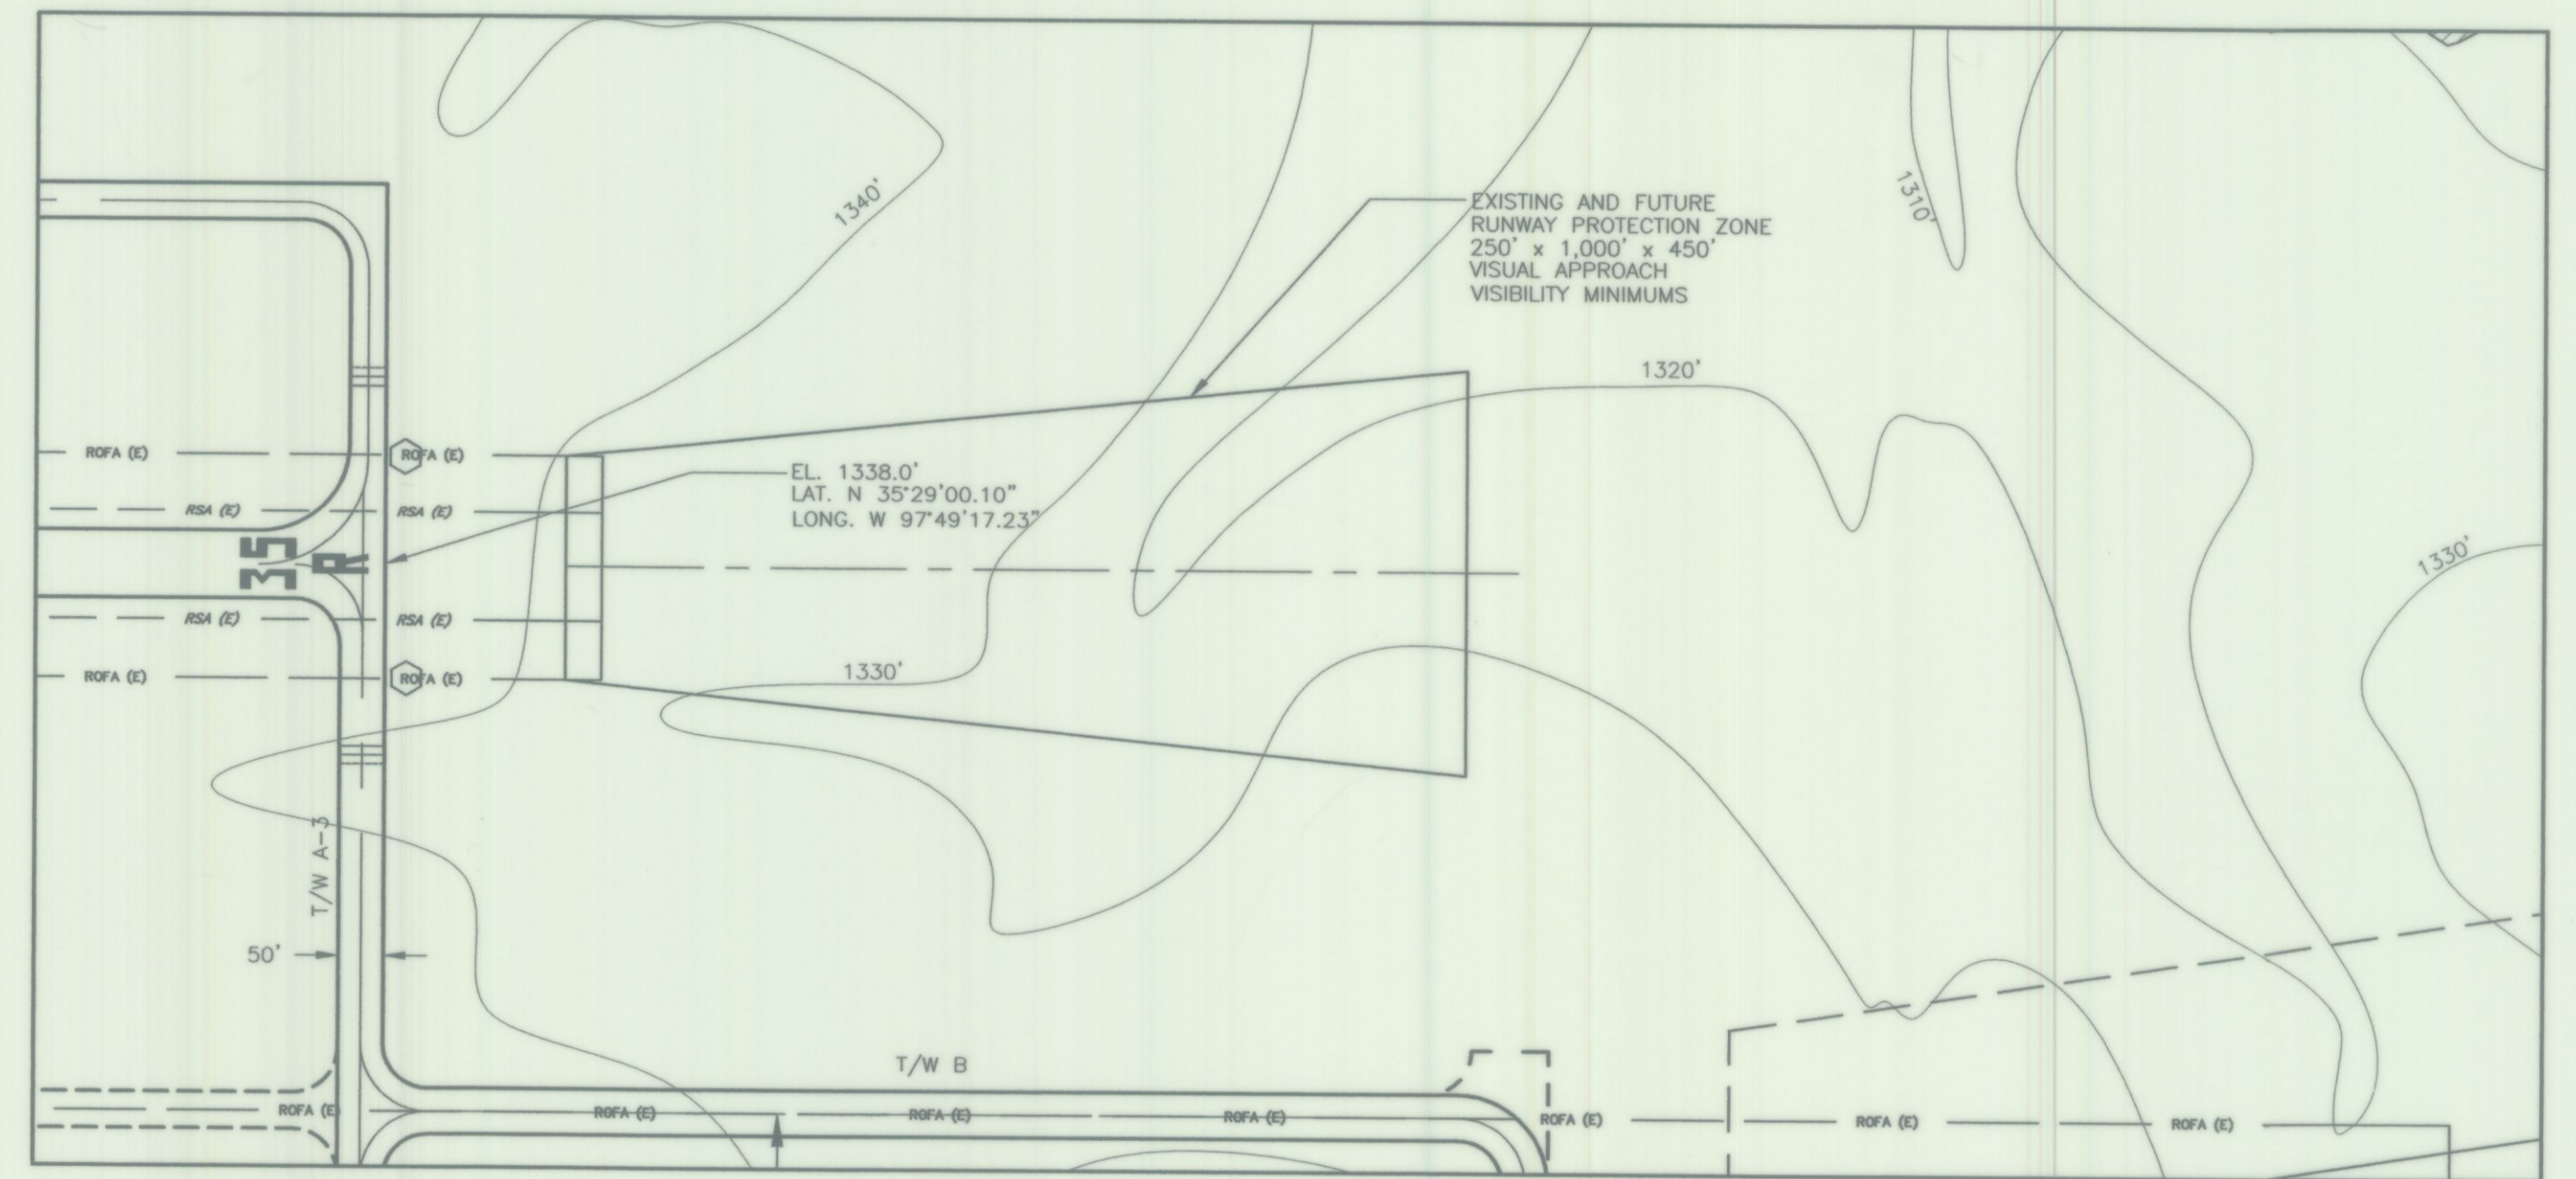 1340'
1310'
EXISTING AND FUTURE
RUNWAY PROTECTION ZONE
250' x 1,000' x 450'
VISUAL APPROACH
VISIBILITY MINIMUMS
1320'
ROFA (E)
ROFA (E)
EL. 1338.0'
LAT. N 35°29'00.10"
LONG. W 97°49'17.23"
RSA (E)
RSA (E)
35
R
1330'
RSA (E)
RSA (E)
ROFA (E)
ROFA (E)
1330'
T/W A-3
50'
T/W B
ROFA (E)
ROFA (E)
ROFA (E)
ROFA (E)
ROFA (E)
ROFA (E)
ROFA (E)